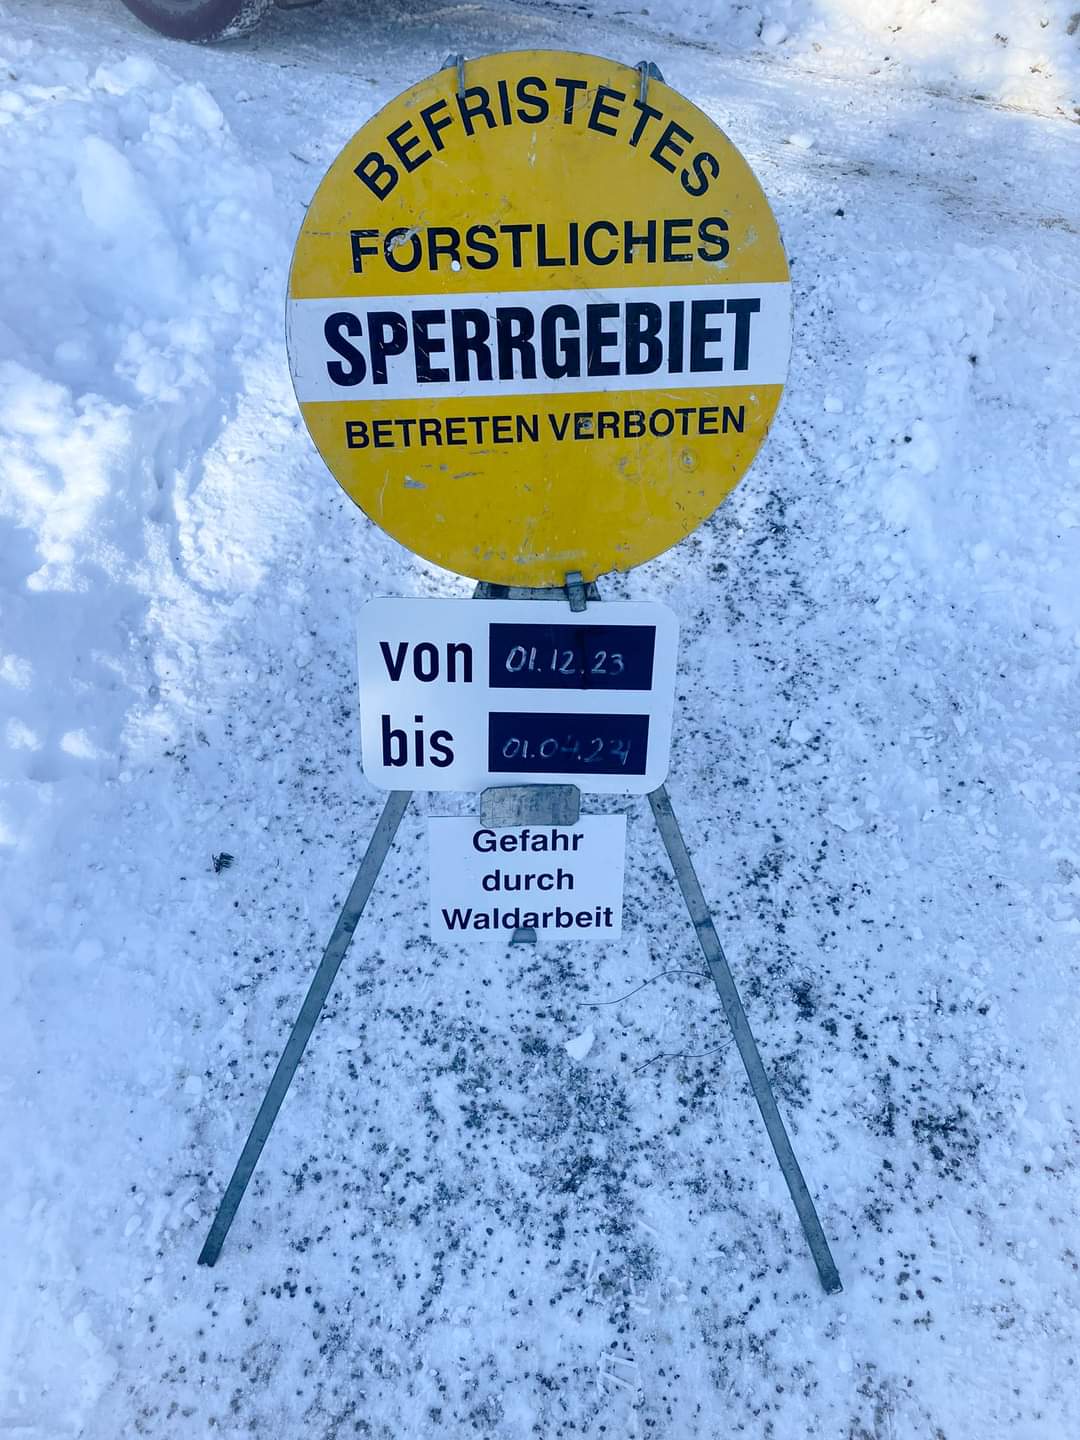 BEFRISTETES
FORSTLICHES
SPERRGEBIET
BETRETEN VERBOTEN
von 01.12.23
bis 01.04.24
Gefahr
durch
Waldarbeit